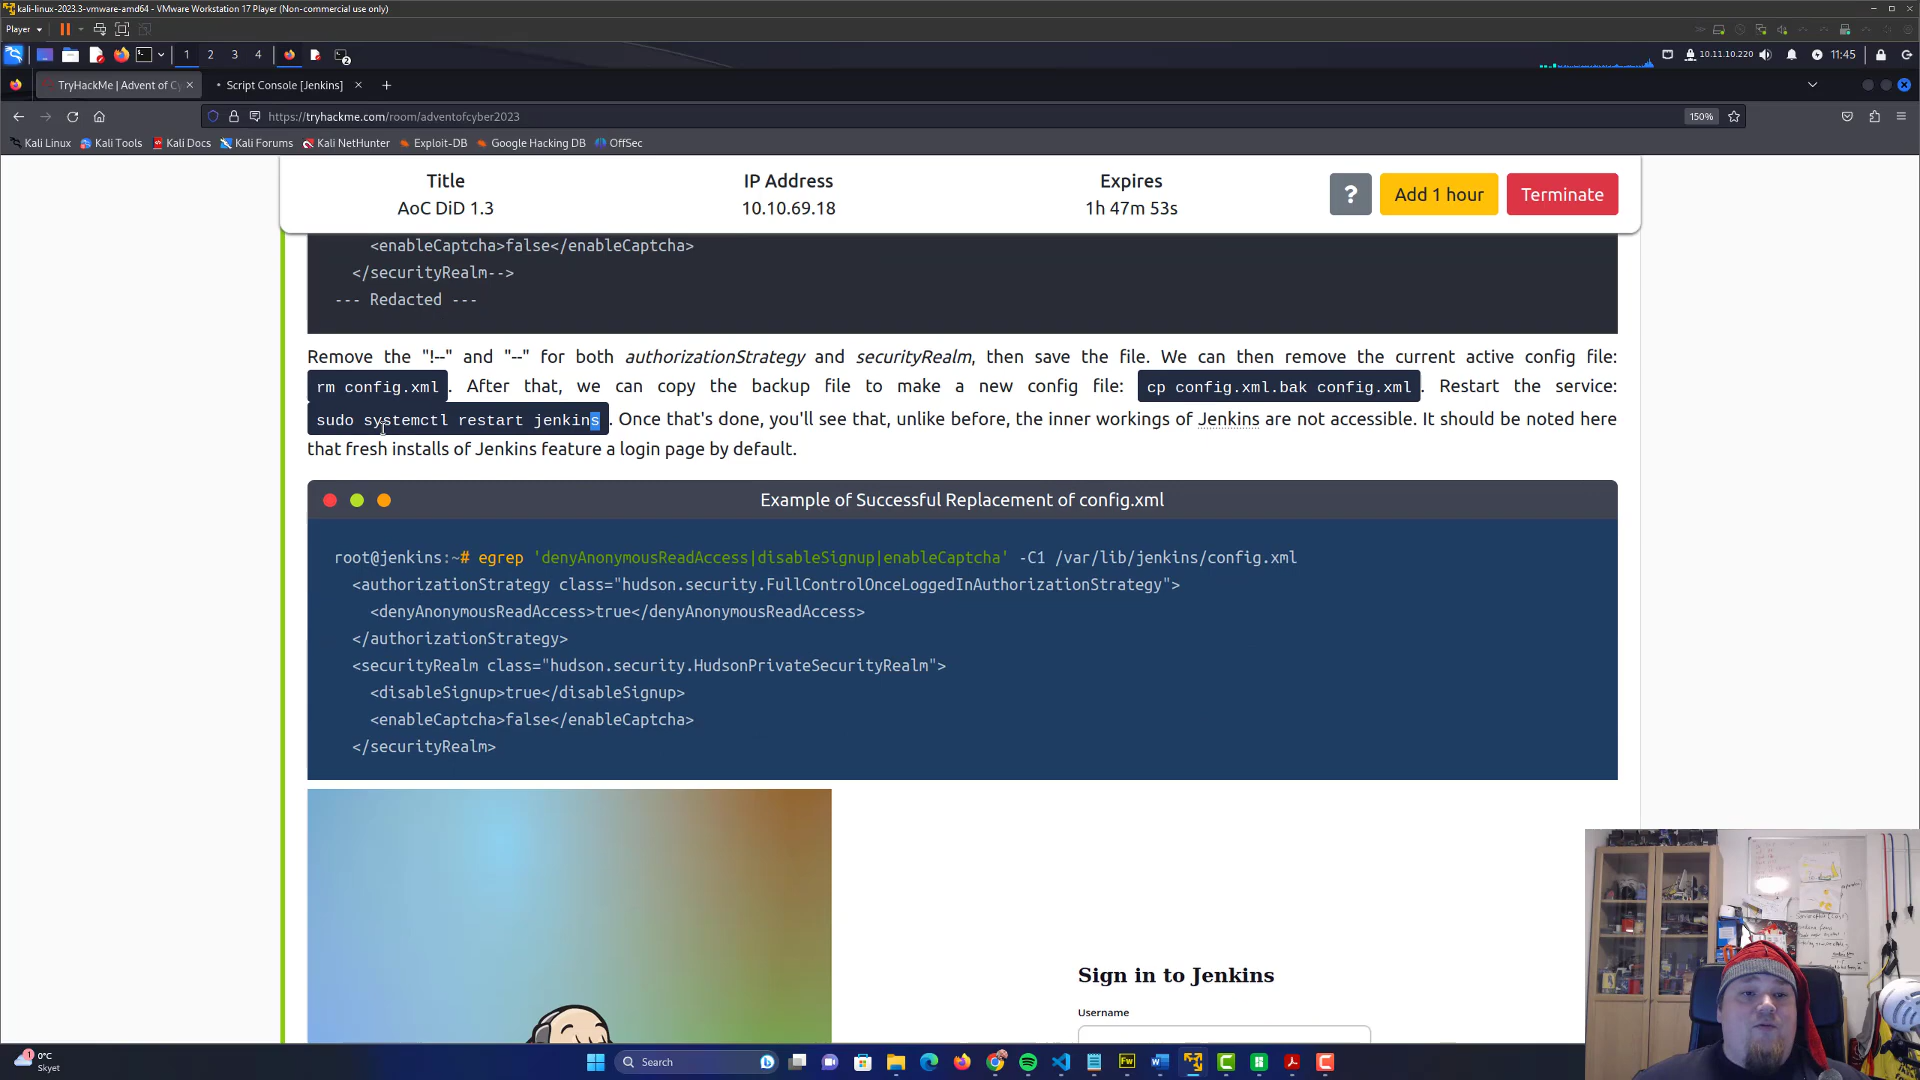 kali-linux-2023.3-vmware-amd64 - VMware Workstation 17 Player (Non-commercial use only)
Player
1 2 3 4 2 10.11.10.220 11:45
TryHackMe | Advent of Cy Script Console [Jenkins]
https://tryhackme.com/room/adventofcyber2023 150%
Kali Linux Kali Tools Kali Docs Kali Forums Kali NetHunter Exploit-DB Google Hacking DB OffSec
Title IP Address Expires
AoC DiD 1.3 10.10.69.18 1h 47m 53s ? Add 1 hour Terminate
<enableCaptcha>false</enableCaptcha>
</securityRealm-->
--- Redacted ---
Remove the "!--" and "--" for both authorizationStrategy and securityRealm, then save the file. We can then remove the current active config file:
rm config.xml . After that, we can copy the backup file to make a new config file: cp config.xml.bak config.xml . Restart the service:
sudo systemctl restart jenkins . Once that's done, you'll see that, unlike before, the inner workings of Jenkins are not accessible. It should be noted here
that fresh installs of Jenkins feature a login page by default.
Example of Successful Replacement of config.xml
root@jenkins:~# egrep 'denyAnonymousReadAccess|disableSignup|enableCaptcha' -C1 /var/lib/jenkins/config.xml
<authorizationStrategy class="hudson.security.FullControlOnceLoggedInAuthorizationStrategy">
<denyAnonymousReadAccess>true</denyAnonymousReadAccess>
</authorizationStrategy>
<securityRealm class="hudson.security.HudsonPrivateSecurityRealm">
<disableSignup>true</disableSignup>
<enableCaptcha>false</enableCaptcha>
</securityRealm>
Sign in to Jenkins
Username
1 0°C
Skyet
Search